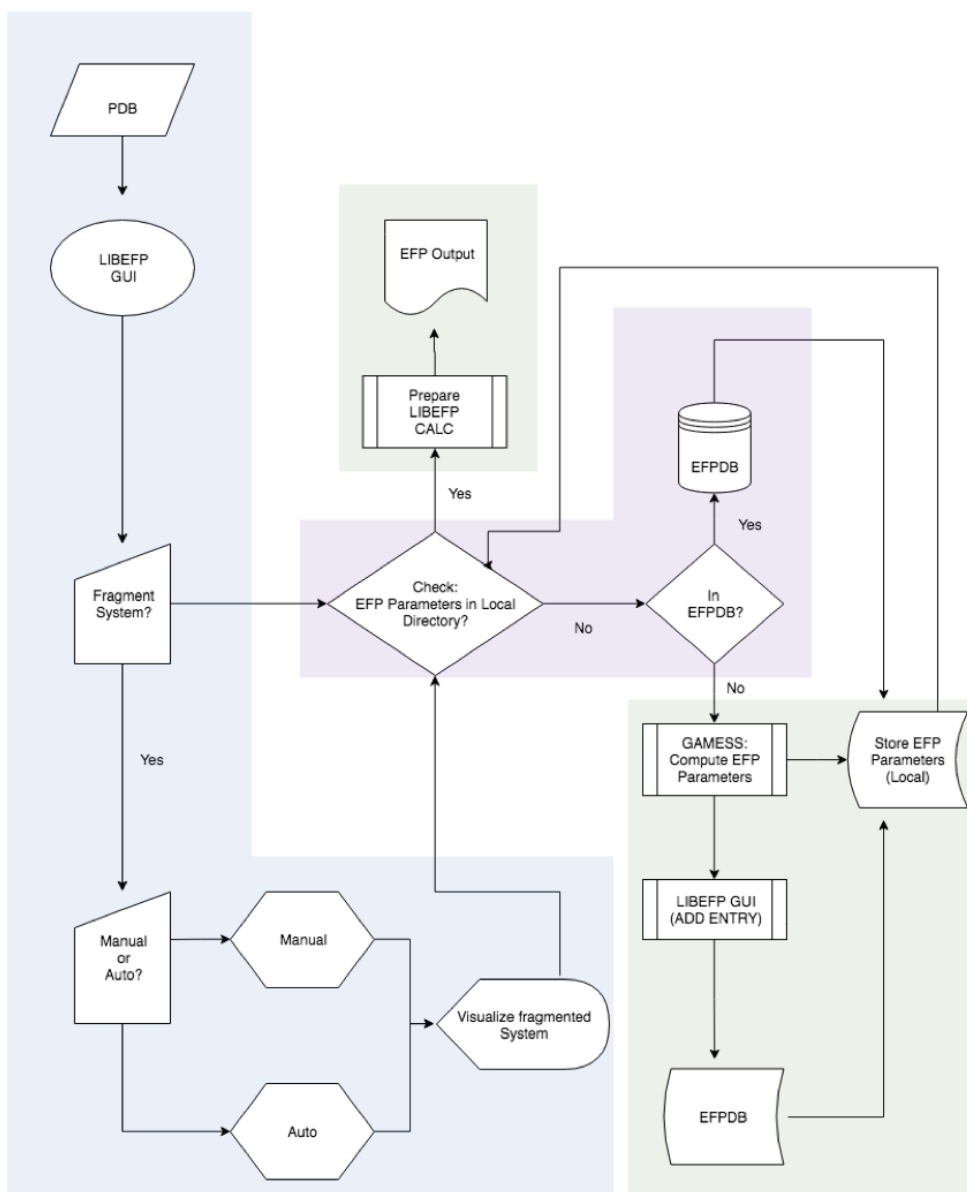 PDB
LIBEFP
GUI
Fragment
System?
Yes
Manual
or
Auto?
Manual
Auto
Visualize fragmented
System
EFP Output
Prepare
LIBEFP
CALC
Yes
Check:
EFP Parameters in Local
Directory?
No
EFPDB
Yes
In
EFPDB?
No
GAMESS:
Compute EFP
Parameters
Store EFP
Parameters
(Local)
LIBEFP GUI
(ADD ENTRY)
EFPDB